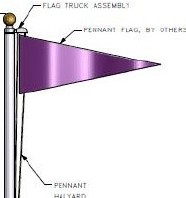 FLAG TRUCK ASSEMBLY
PENNANT FLAG, BY OTHERS
PENNANT
HALYARD